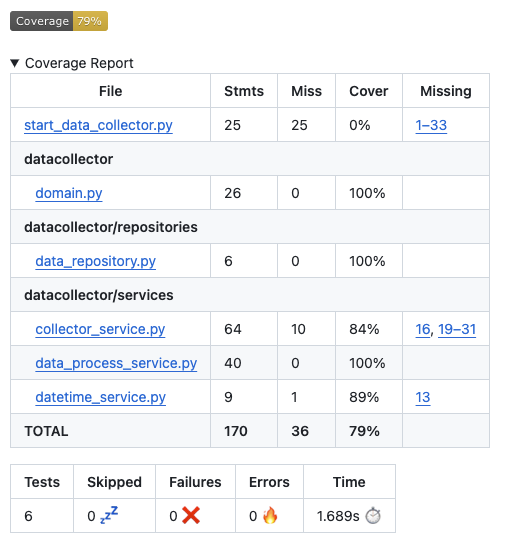 Coverage 79%
▼ Coverage Report
File Stmts Miss Cover Missing
start_data_collector.py 25 25 0% 1–33
datacollector
domain.py 26 0 100%
datacollector/repositories
data_repository.py 6 0 100%
datacollector/services
collector_service.py 64 10 84% 16, 19–31
data_process_service.py 40 0 100%
datetime_service.py 9 1 89% 13
TOTAL 170 36 79%
Tests Skipped Failures Errors Time
6 0 💤 0 ❌ 0 🔥 1.689s ⏱️